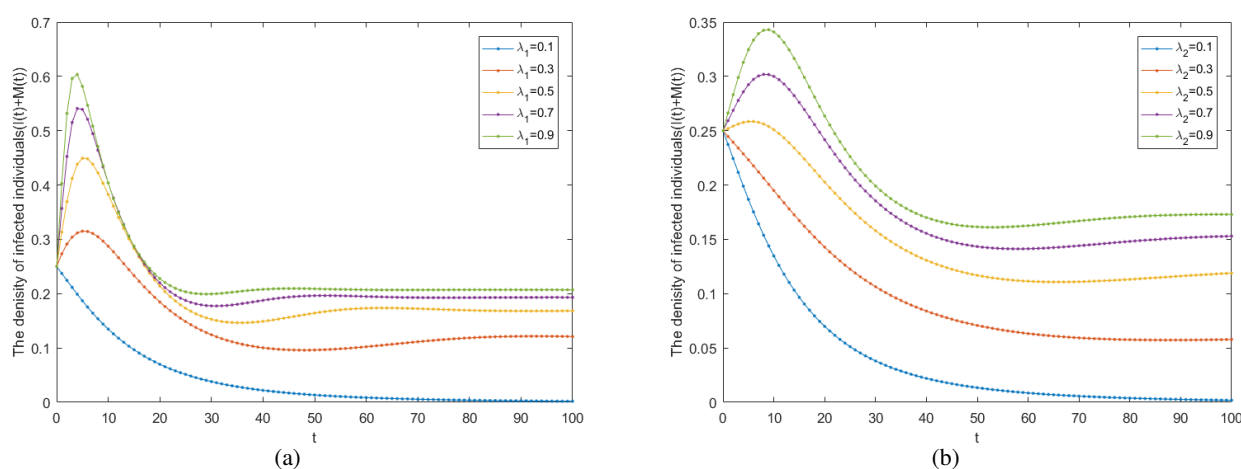 The denisity of infected individuals(I(t)+M(t))
0.7
0.6
0.5
0.4
0.3
0.2
0.1
0
λ1=0.1
λ1=0.3
λ1=0.5
λ1=0.7
λ1=0.9
0 10 20 30 40 50 60 70 80 90 100
t
(a)
The denisity of infected individuals(I(t)+M(t))
0.35
0.3
0.25
0.2
0.15
0.1
0.05
0
λ2=0.1
λ2=0.3
λ2=0.5
λ2=0.7
λ2=0.9
0 10 20 30 40 50 60 70 80 90 100
t
(b)